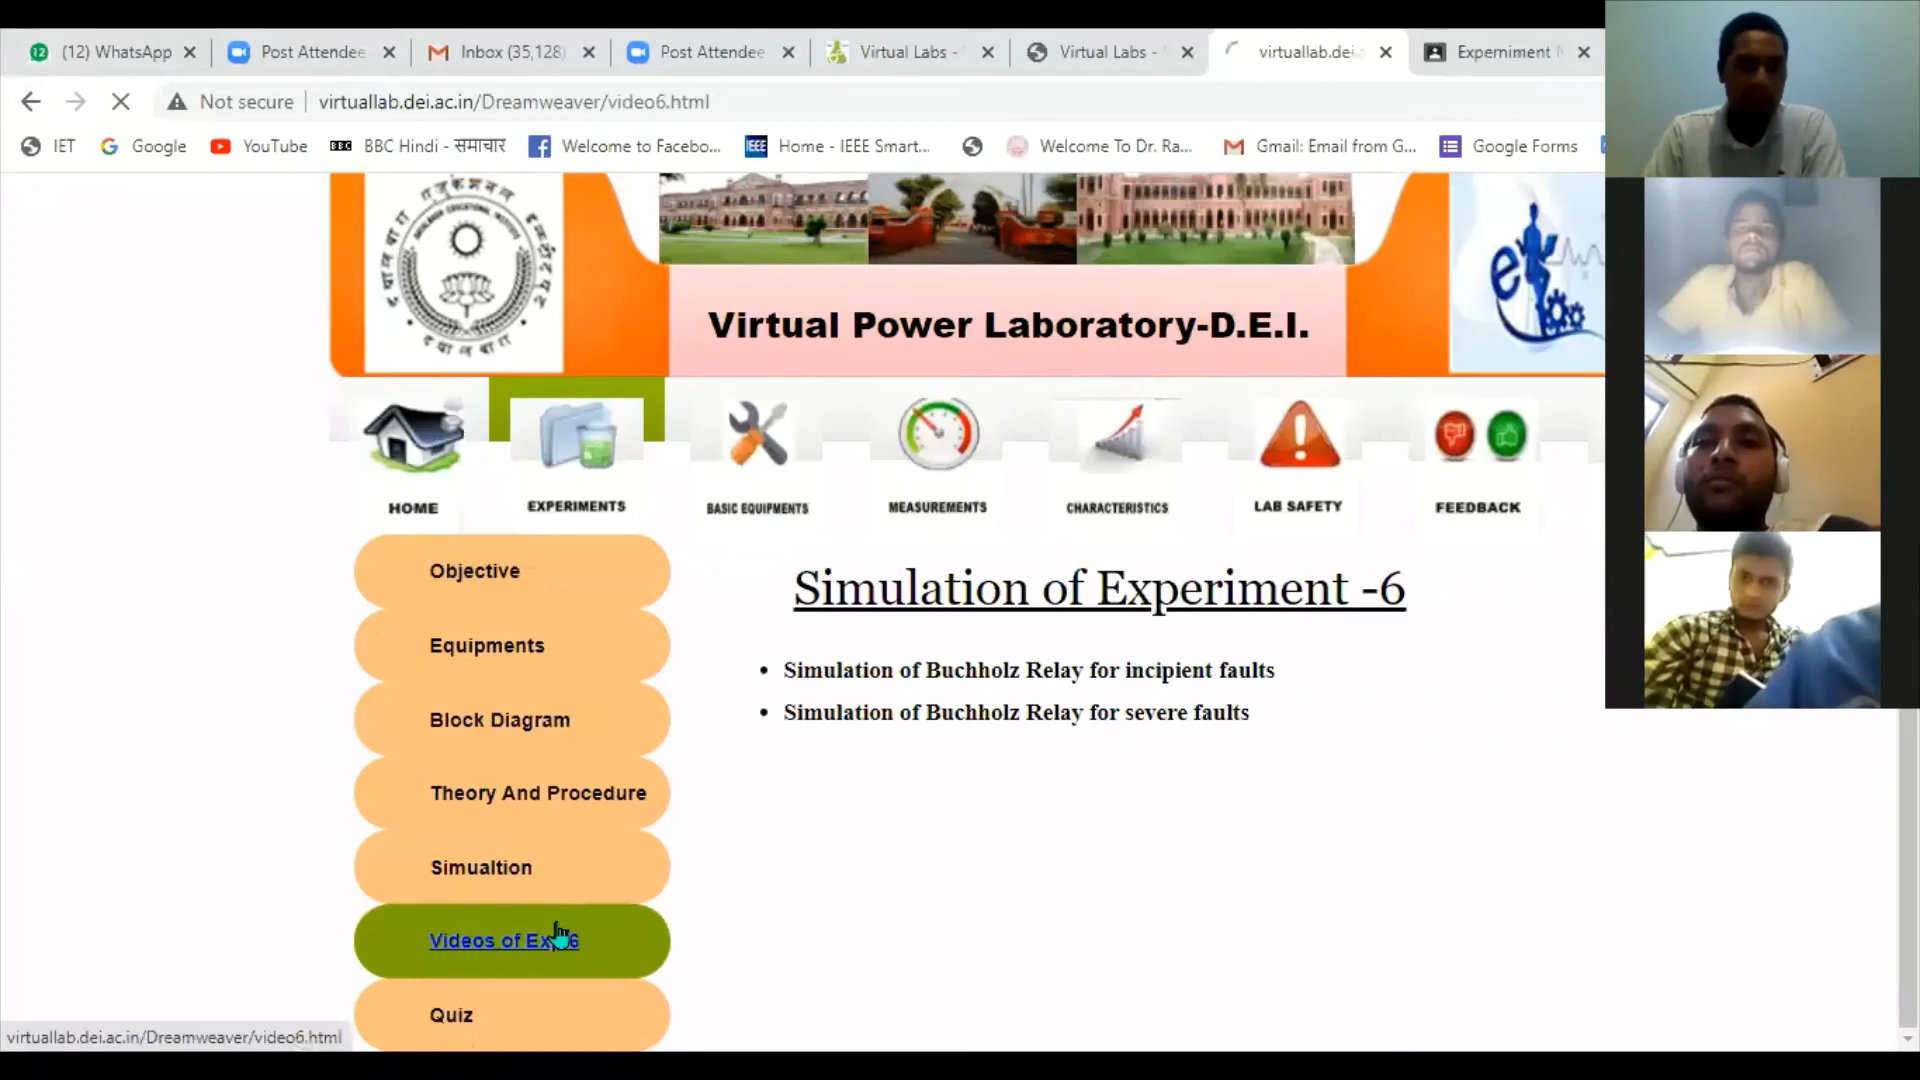 12 (12) WhatsApp
Post Attendee
Inbox (35,128)
Post Attendee
Virtual Labs -
Virtual Labs -
virtuallab.dei.a
Experniment
Not secure virtuallab.dei.ac.in/Dreamweaver/video6.html
IET
Google
YouTube
BBC BBC Hindi - समाचार
Welcome to Facebo...
IEEE Home - IEEE Smart...
Welcome To Dr. Ra...
Gmail: Email from G...
Google Forms
Virtual Power Laboratory-D.E.I.
HOME
EXPERIMENTS
BASIC EQUIPMENTS
MEASUREMENTS
CHARACTERISTICS
LAB SAFETY
FEEDBACK
Objective
Equipments
Block Diagram
Theory And Procedure
Simualtion
Videos of Exp 6
Quiz
Simulation of Experiment -6
• Simulation of Buchholz Relay for incipient faults
• Simulation of Buchholz Relay for severe faults
virtuallab.dei.ac.in/Dreamweaver/video6.html